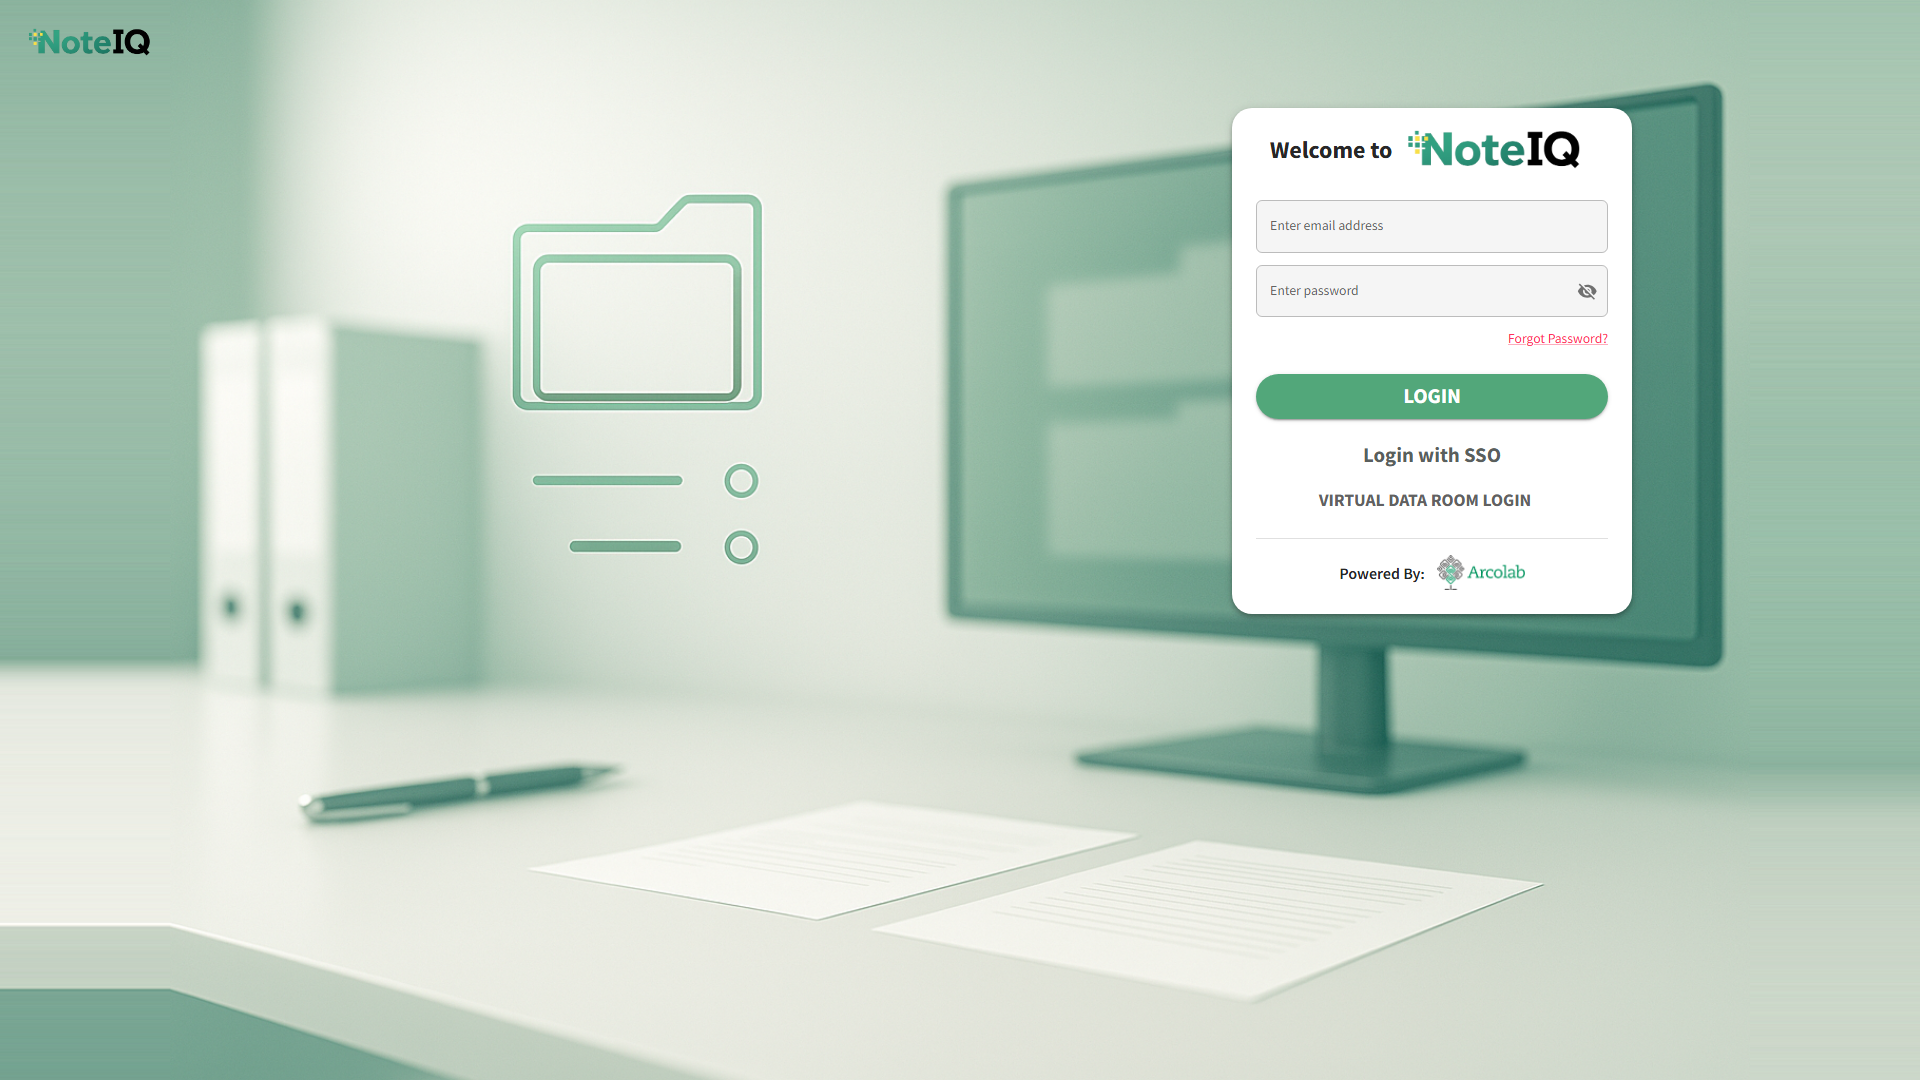 NoteIQ
Welcome to NoteIQ
Enter email address
Enter password
Forgot Password?
LOGIN
Login with SSO
VIRTUAL DATA ROOM LOGIN
Powered By: Arcolab